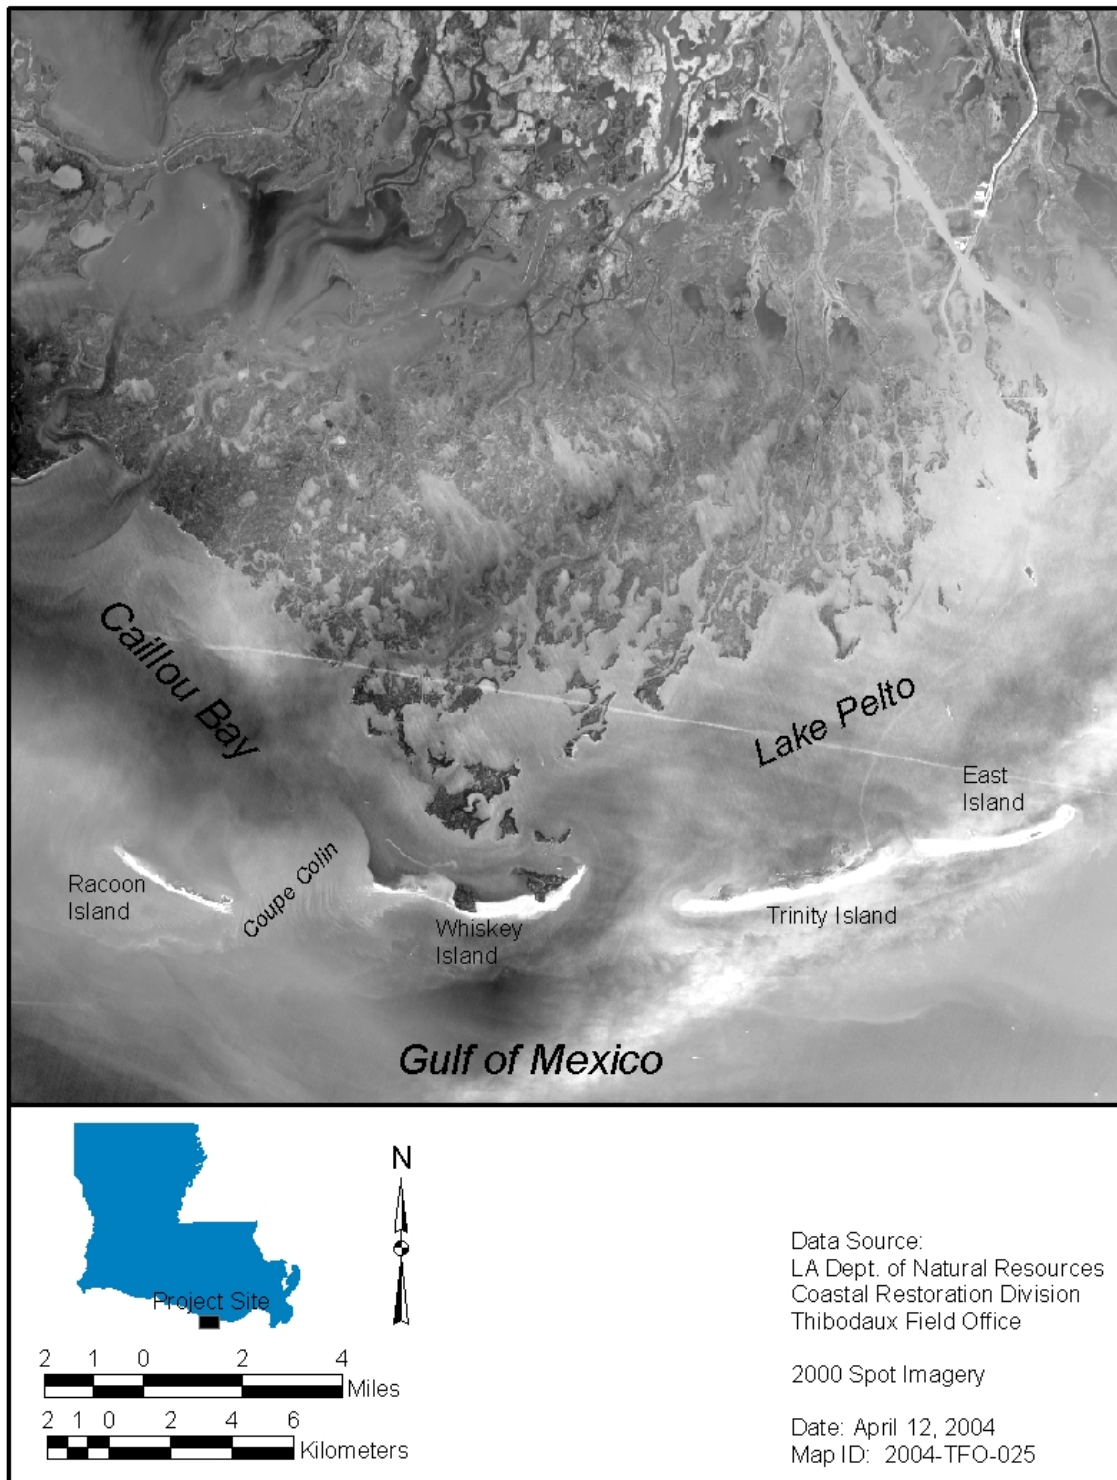 Caillou Bay
Lake Pelto
East
Island
Racoon
Island
Coupe Colin
Whiskey
Island
Trinity Island
Gulf of Mexico
N
Project Site
2 1 0 2 4
Miles
2 1 0 2 4 6
Kilometers
Data Source:
LA Dept. of Natural Resources
Coastal Restoration Division
Thibodaux Field Office
2000 Spot Imagery
Date: April 12, 2004
Map ID: 2004-TFO-025